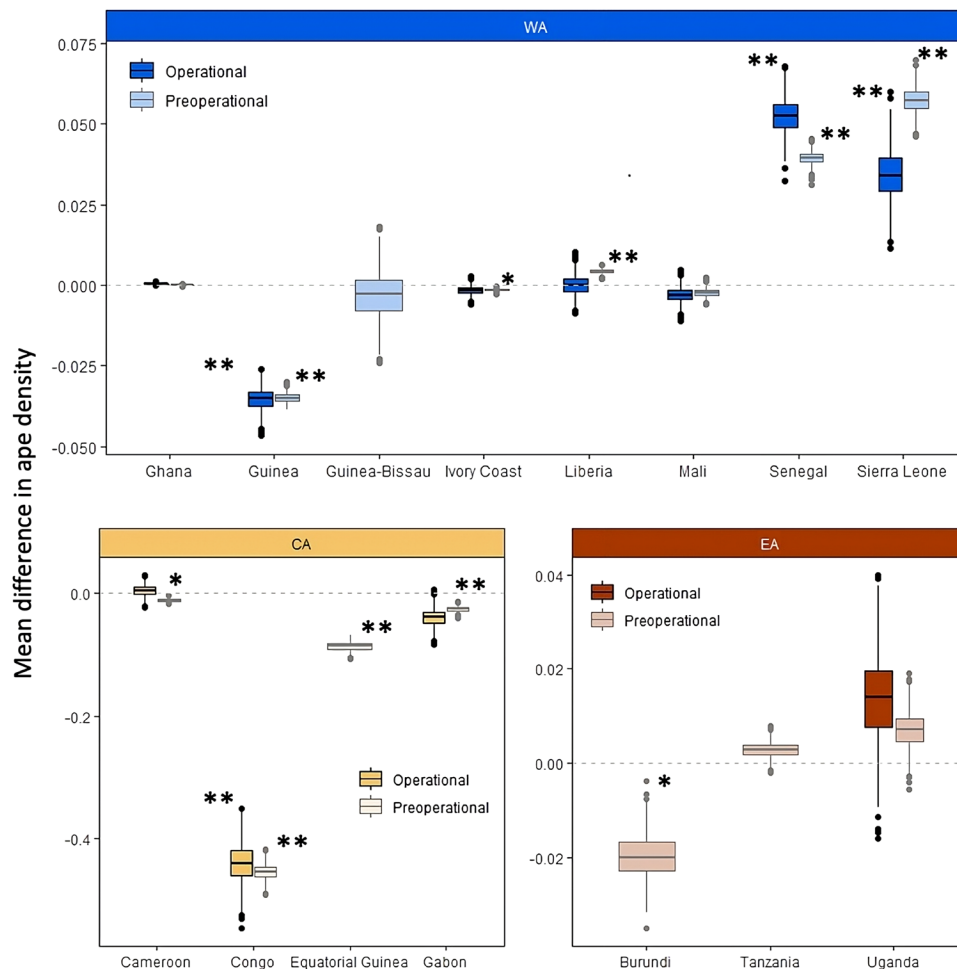 WA
0.075
0.050
0.025
0.000
-0.025
-0.050
Operational
Preoperational
**
**
**
**
**
*
**
**
Ghana Guinea Guinea-Bissau Ivory Coast Liberia Mali Senegal Sierra Leone
Mean difference in ape density
CA
0.0
-0.2
-0.4
*
**
**
**
**
Operational
Preoperational
Cameroon Congo Equatorial Guinea Gabon
EA
0.04
0.02
0.00
-0.02
Operational
Preoperational
*
Burundi Tanzania Uganda